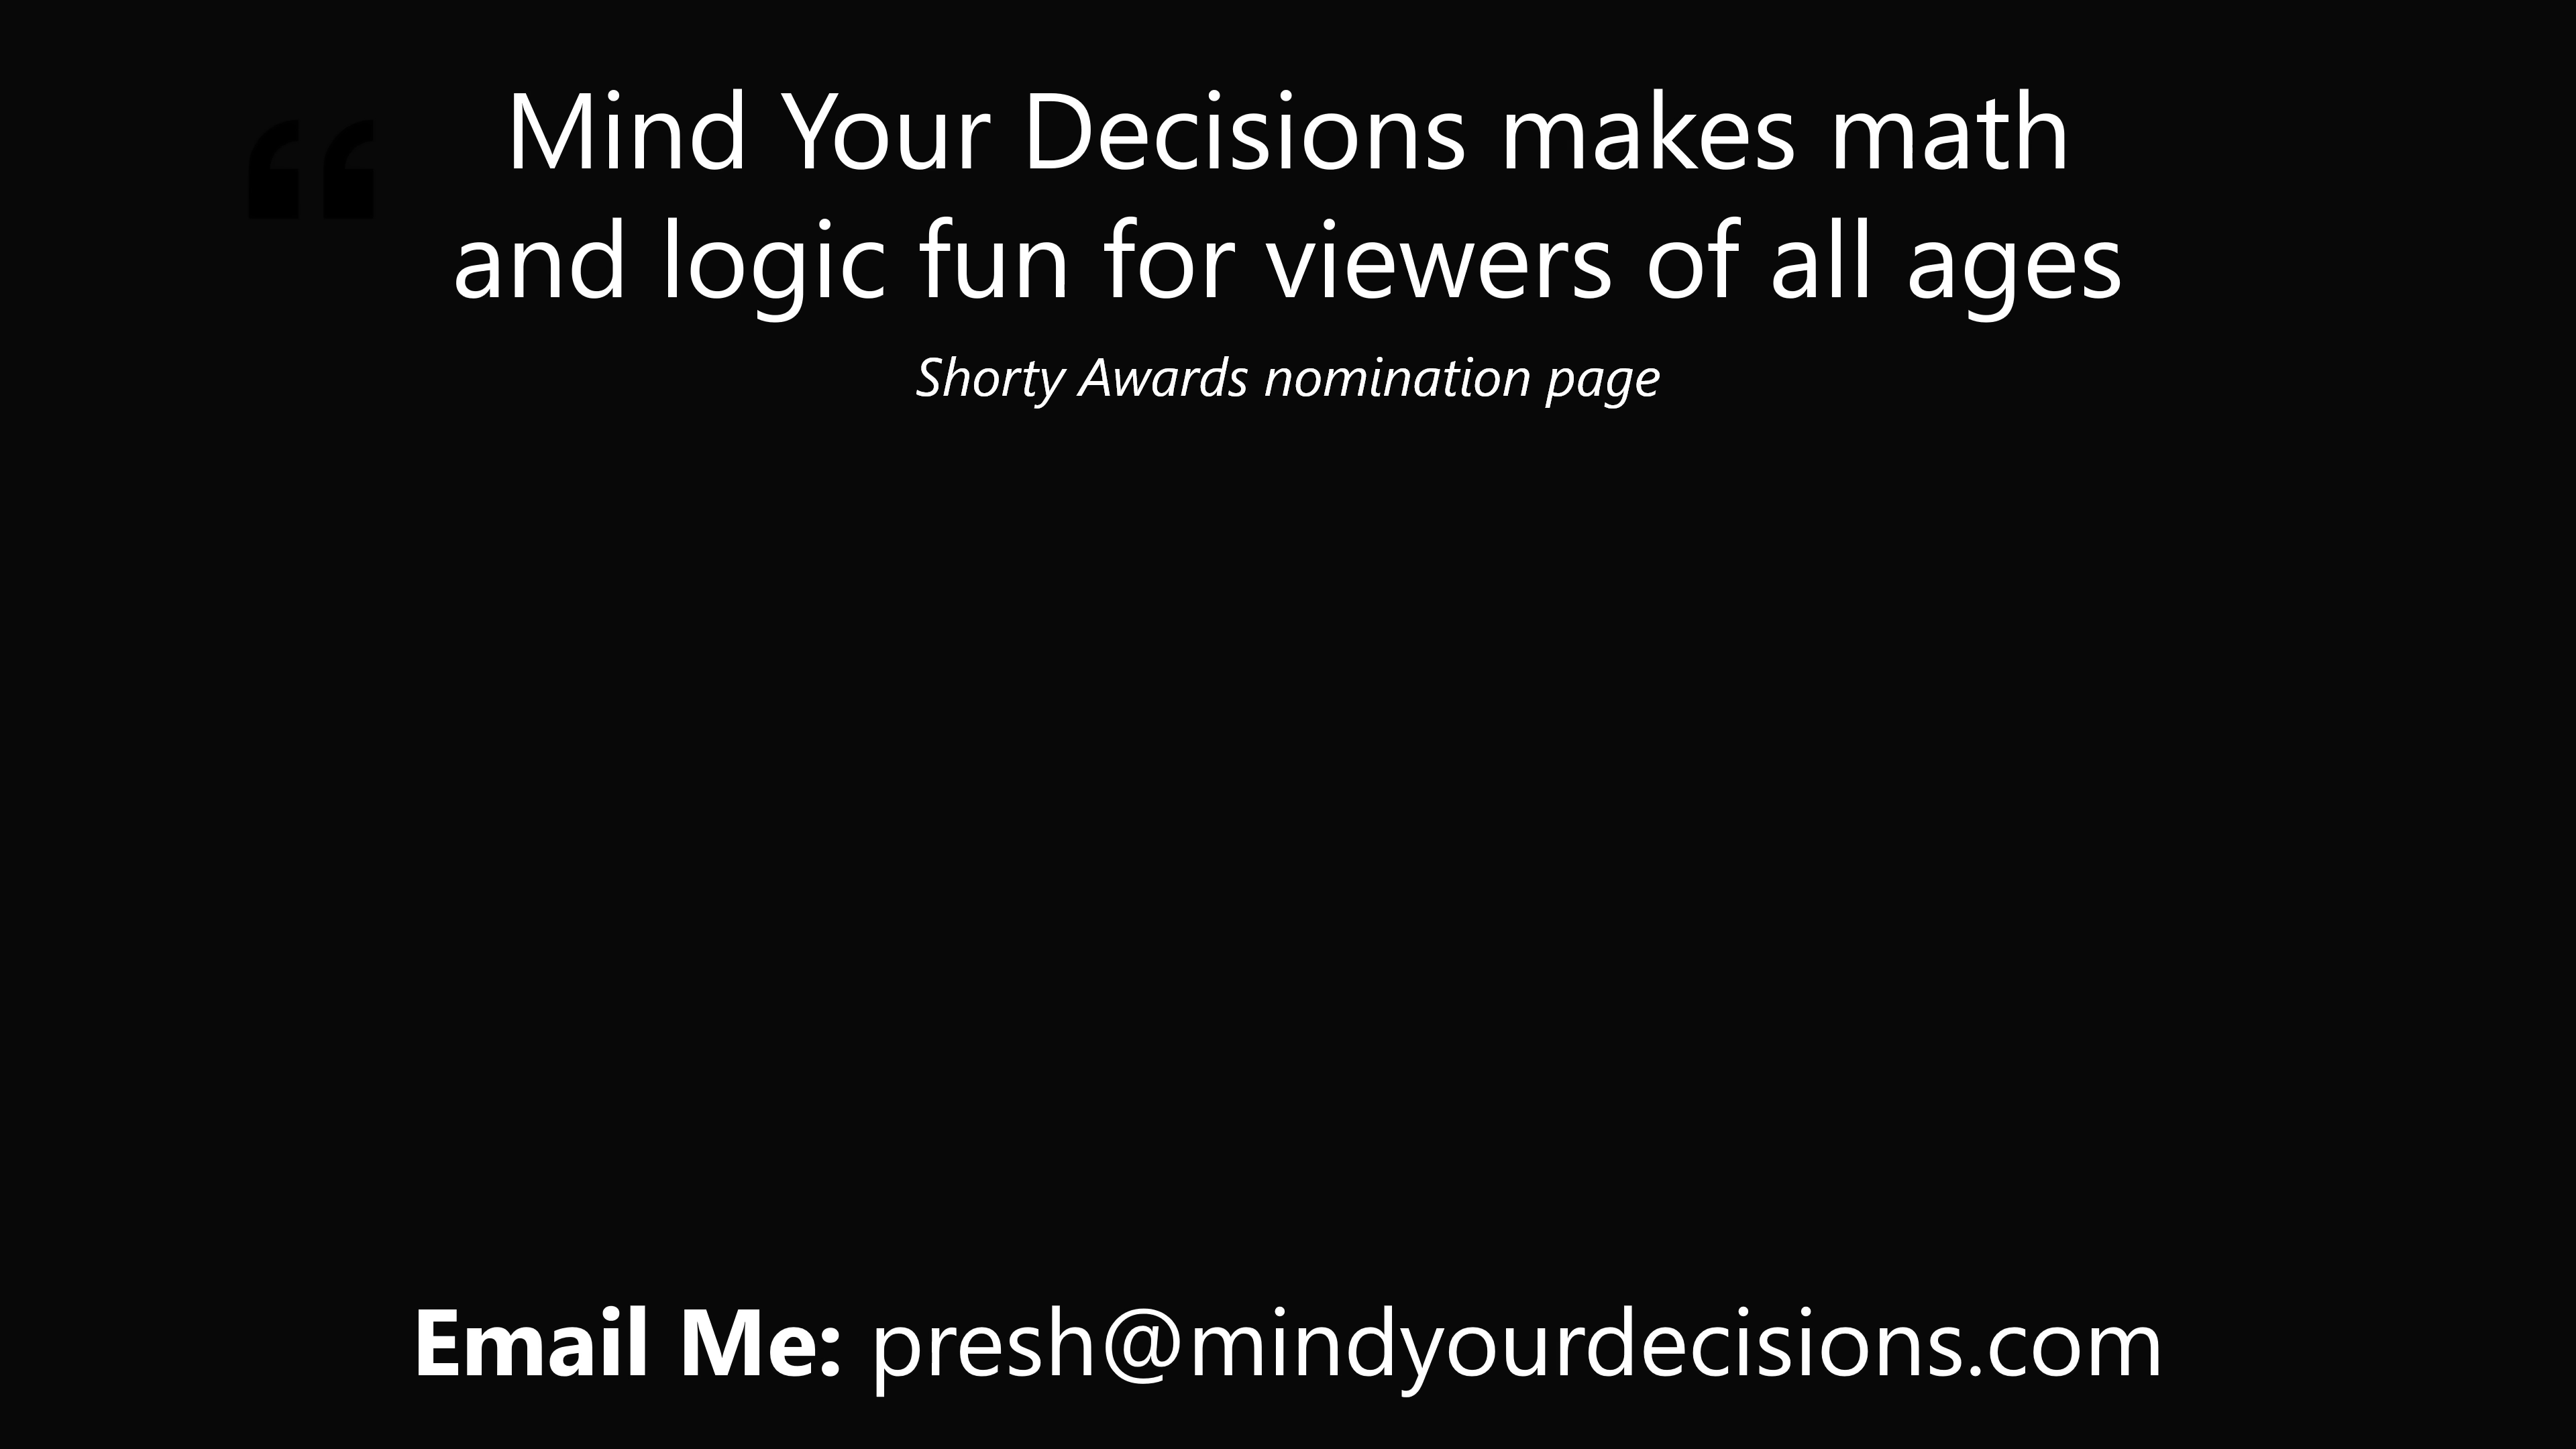 “
Mind Your Decisions makes math
and logic fun for viewers of all ages
Shorty Awards nomination page
Email Me: presh@mindyourdecisions.com